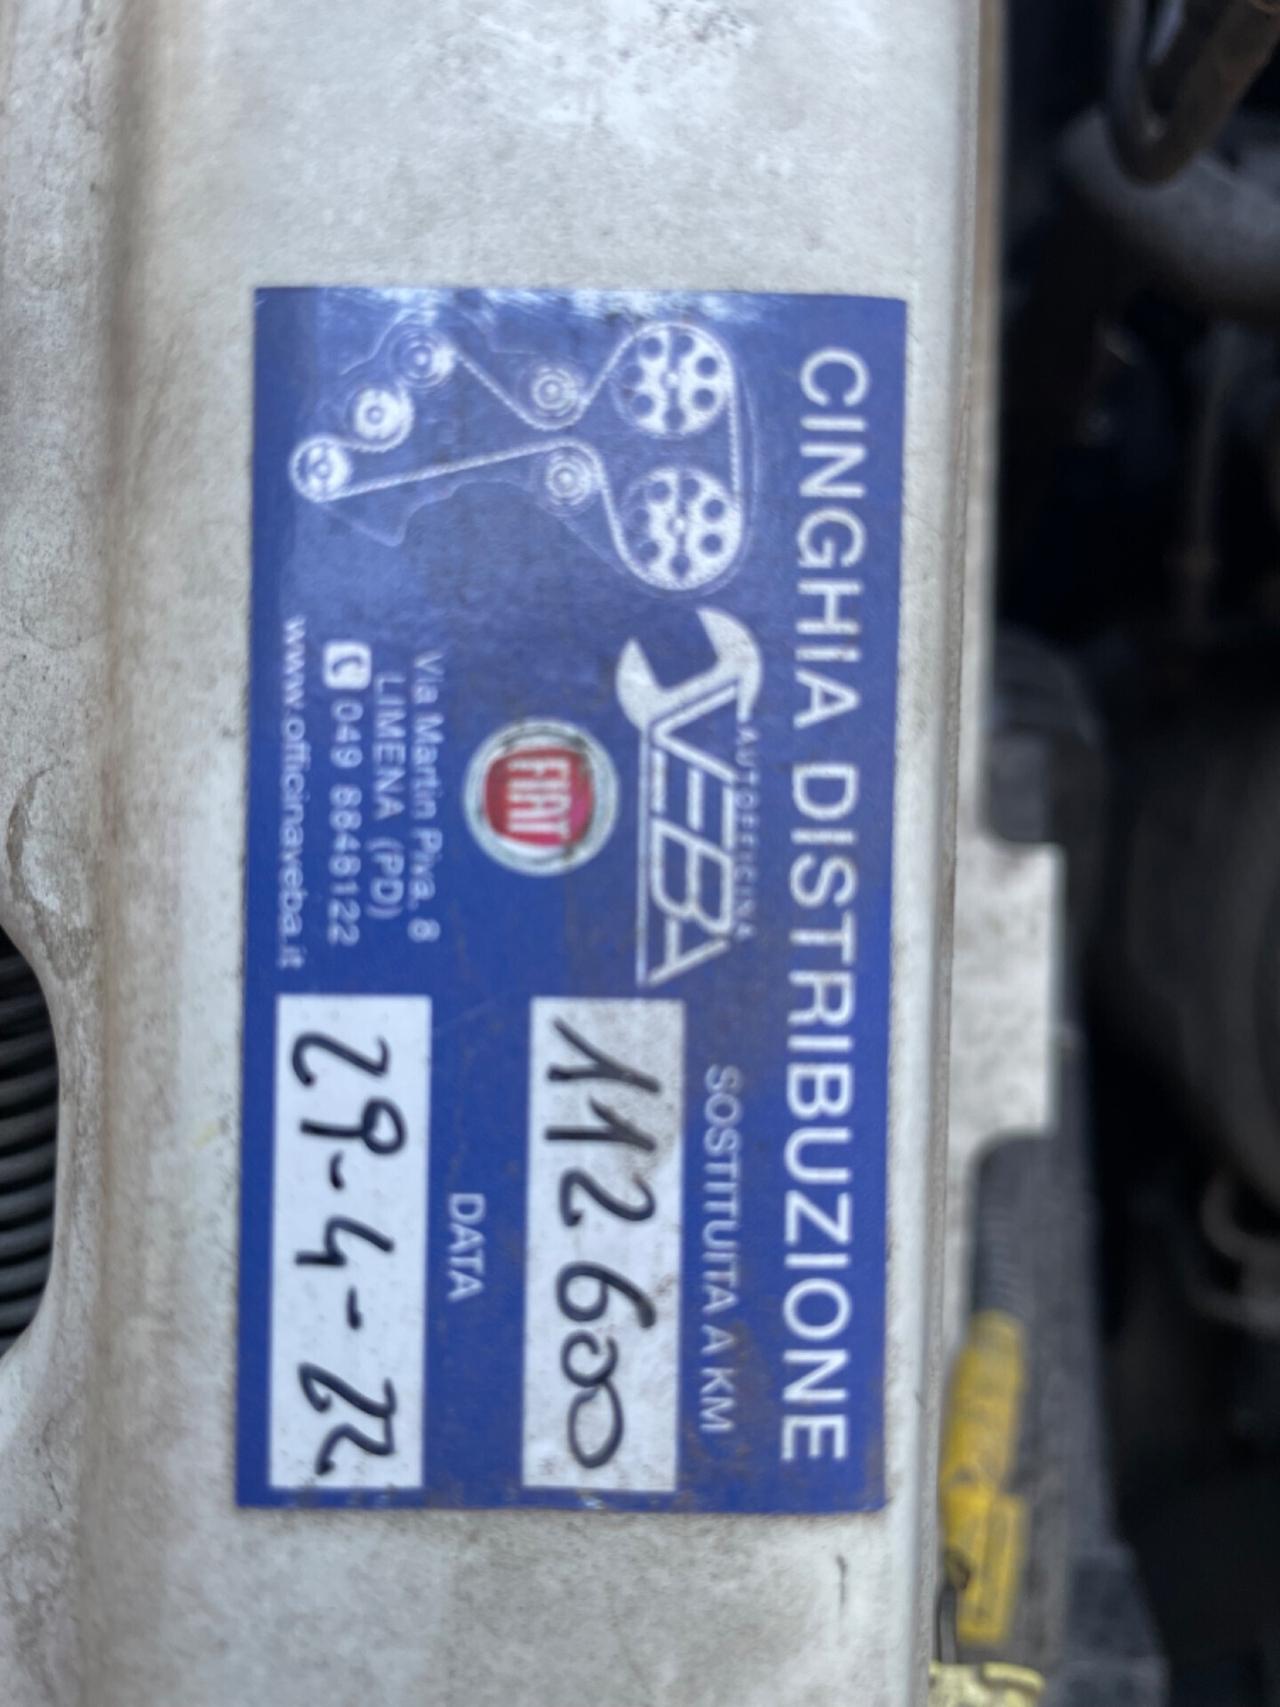 CINGHIA DISTRIBUZIONE
AUTOFFICINA
VEBA
FIAT
Via Martin Piva, 8
LIMENA (PD)
049 8848122
www.officinaveba.it
SOSTITUITA A KM
112600
DATA
29-4-22